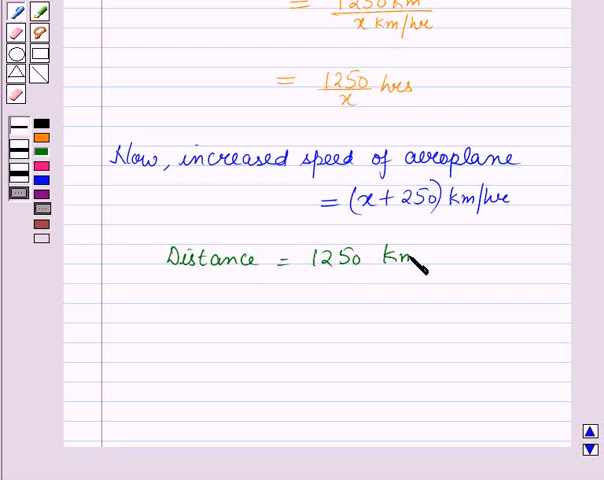 = 1250 km
x km/hr
= 1250 hrs
x
Now, increased speed of aeroplane
= (x + 250) km/hr
Distance = 1250 Km